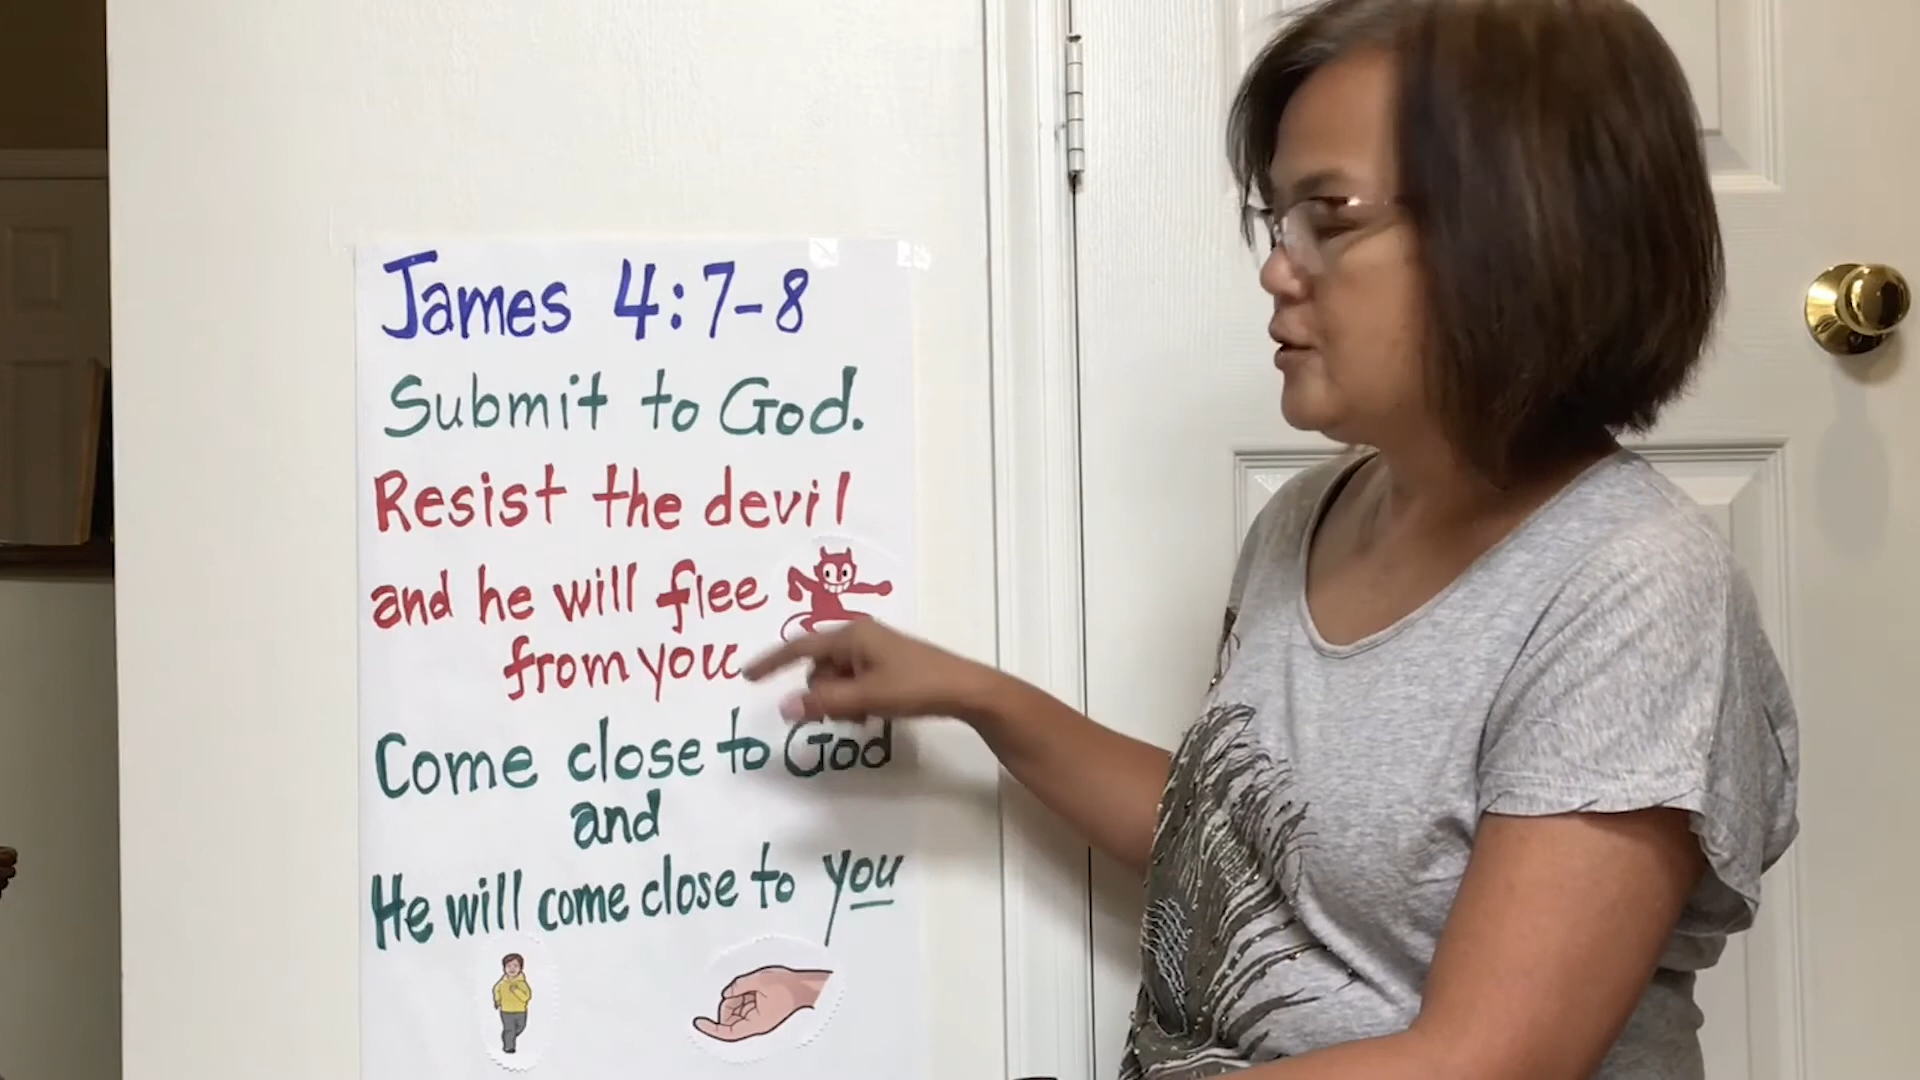 James 4:7-8
Submit to God.
Resist the devil
and he will flee
from you
Come close to God
and
He will come close to you